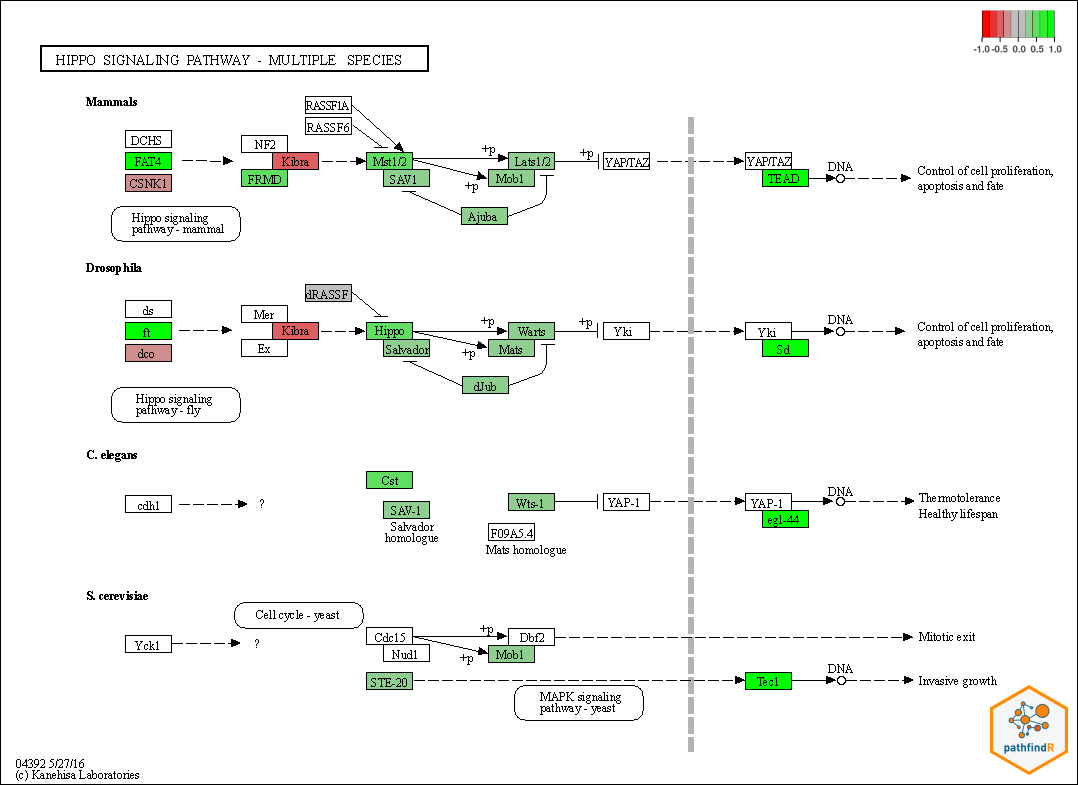 -1.0 -0.5 0.0 0.5 1.0
HIPPO SIGNALING PATHWAY - MULTIPLE SPECIES
Mammals
RASSF1A
RASSF6
DCHS
FAT4
CSNK1
NF2
Kibra
FRMD
Mst1/2
SAV1
+p
+p
Lats1/2
Mob1
Ajuba
+p
YAP/TAZ
YAP/TAZ
TEAD
DNA
Control of cell proliferation,
apoptosis and fate
Hippo signaling
pathway - mammal
Drosophila
dRASSF
ds
ft
dco
Mer
Kibra
Ex
Hippo
Salvador
+p
+p
Warts
Mats
dJub
+p
Yki
Yki
Sd
DNA
Control of cell proliferation,
apoptosis and fate
Hippo signaling
pathway - fly
C. elegans
cdh1
?
Cst
SAV-1
Salvador
homologue
Wts-1
F09A5.4
Mats homologue
YAP-1
YAP-1
egl-44
DNA
Thermotolerance
Healthy lifespan
S. cerevisiae
Cell cycle - yeast
Yck1
?
Cdc15
Nud1
+p
+p
Dbf2
Mob1
Mitotic exit
STE-20
MAPK signaling
pathway - yeast
Tec1
DNA
Invasive growth
pathfindR
04392 5/27/16
(c) Kanehisa Laboratories